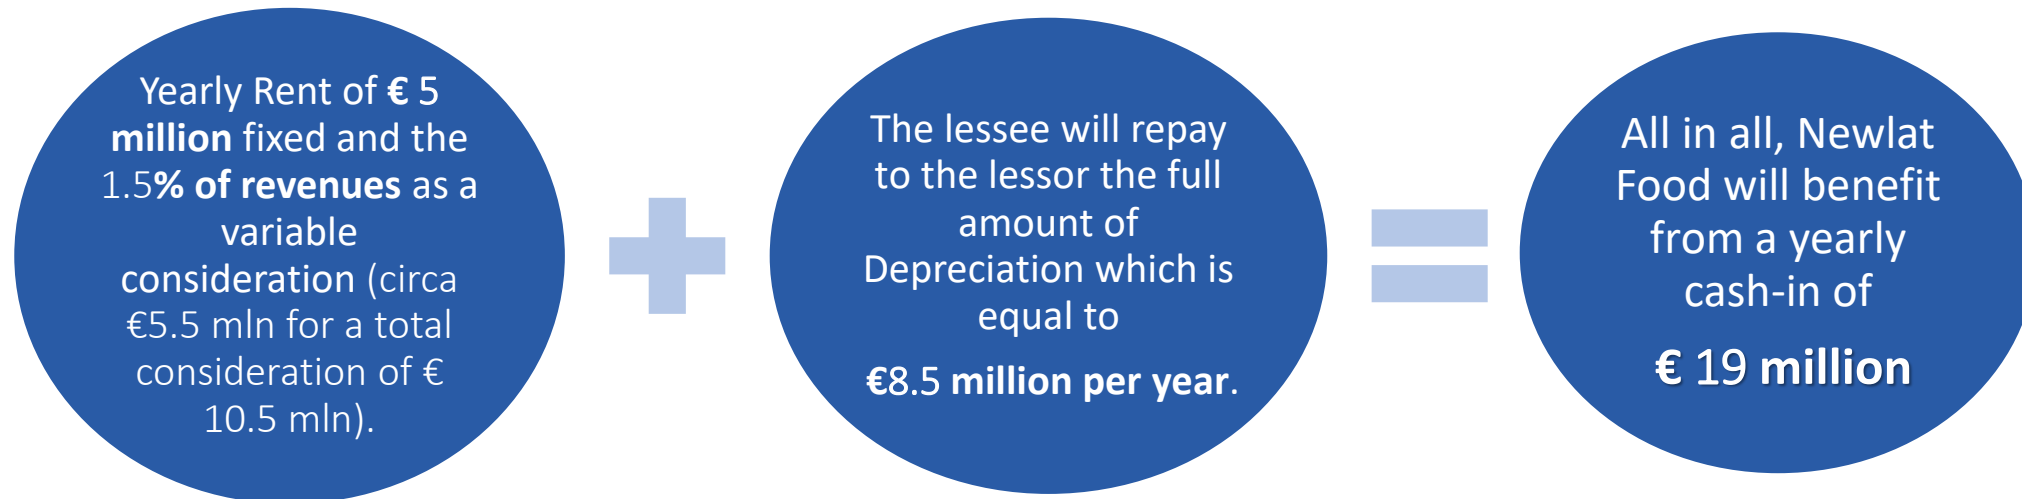 Yearly Rent of € 5
million fixed and the
1.5% of revenues as a
variable
consideration (circa
€5.5 mln for a total
consideration of €
10.5 mln).
The lessee will repay
to the lessor the full
amount of
Depreciation which is
equal to
€8.5 million per year.
All in all, Newlat
Food will benefit
from a yearly
cash-in of
€ 19 million